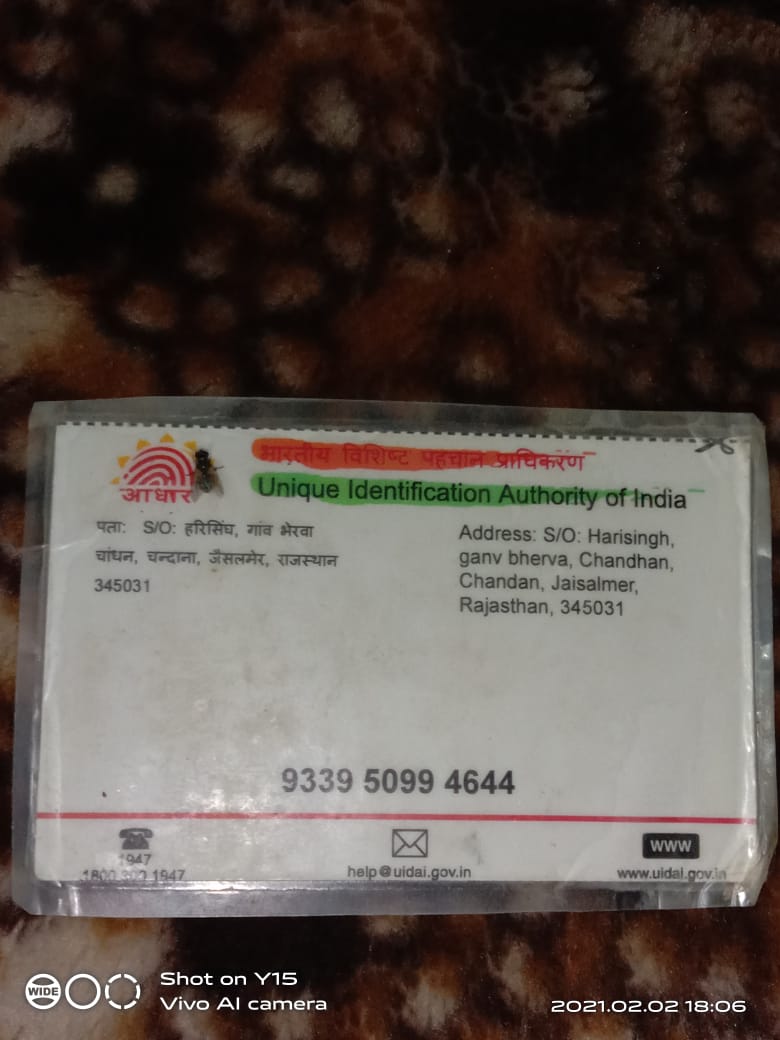 भारतीय विशिष्ट पहचान प्राधिकरण
आधार
Unique Identification Authority of India
पता: S/O: हरिसिंघ, गांव भेरवा
चांधन, चन्दाना, जैसलमेर, राजस्थान
345031
Address: S/O: Harisingh,
ganv bherva, Chandhan,
Chandan, Jaisalmer,
Rajasthan, 345031
9339 5099 4644
1947
1800 300 1947
help@uidai.gov.in
WWW
www.uidai.gov.in
WIDE
Shot on Y15
Vivo AI camera
2021.02.02 18:06